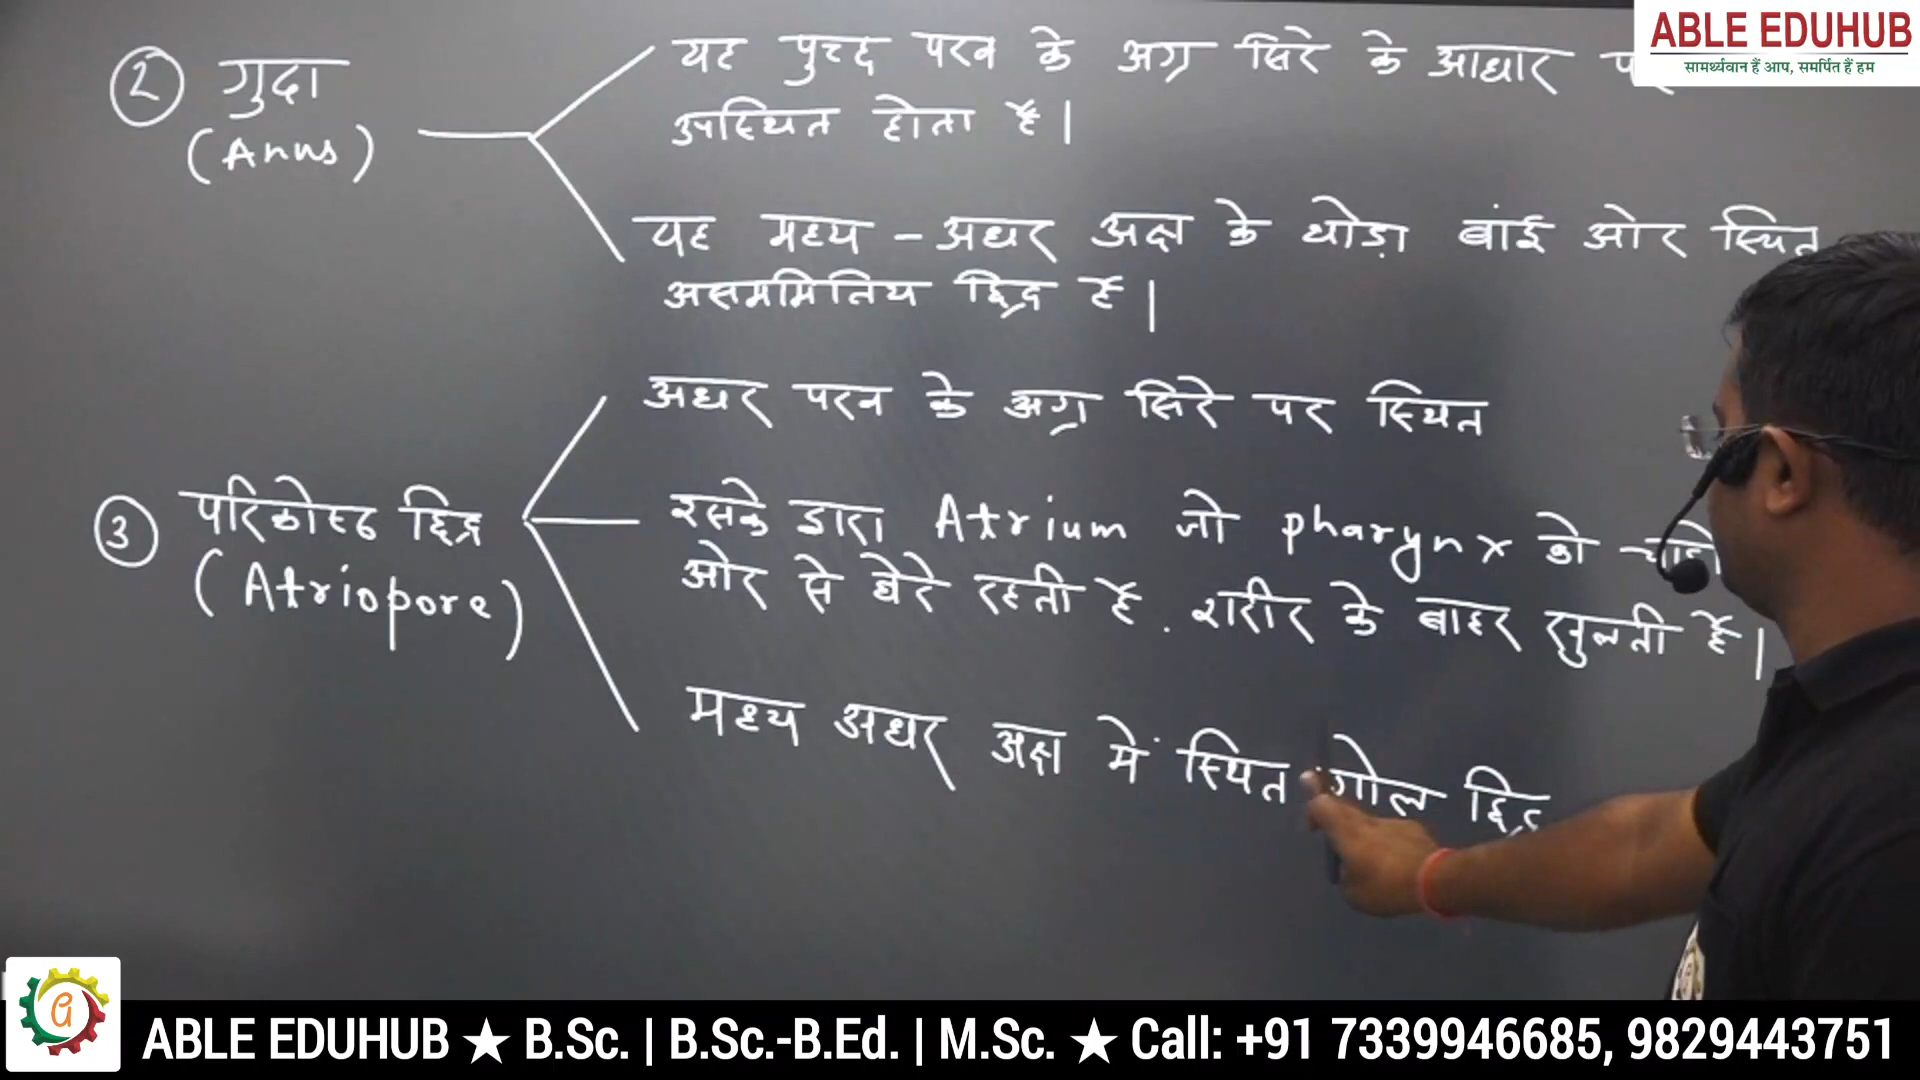 ② गुदा
(Anus)
यह पुच्छ परन के अग्र सिरे के आधार
उपस्थित होता है।
यह मध्य - अधर अक्ष के थोड़ा बांई ओर स्थित
असममितिय छिद्र है।
③ परिकोष्ठ छिद्र
(Atriopore)
अधर परन के अग्र सिरे पर स्थित
इसके द्वारा Atrium जो pharynx को चारो
ओर से घेरे रहती है. शरीर के बाहर खुलती है।
मध्य अधर अक्ष में स्थित गोल छिद्र
ABLE EDUHUB
सामर्थ्यवान हैं आप, समर्पित हैं हम
ABLE EDUHUB ★ B.Sc. | B.Sc.-B.Ed. | M.Sc. ★ Call: +91 7339946685, 9829443751